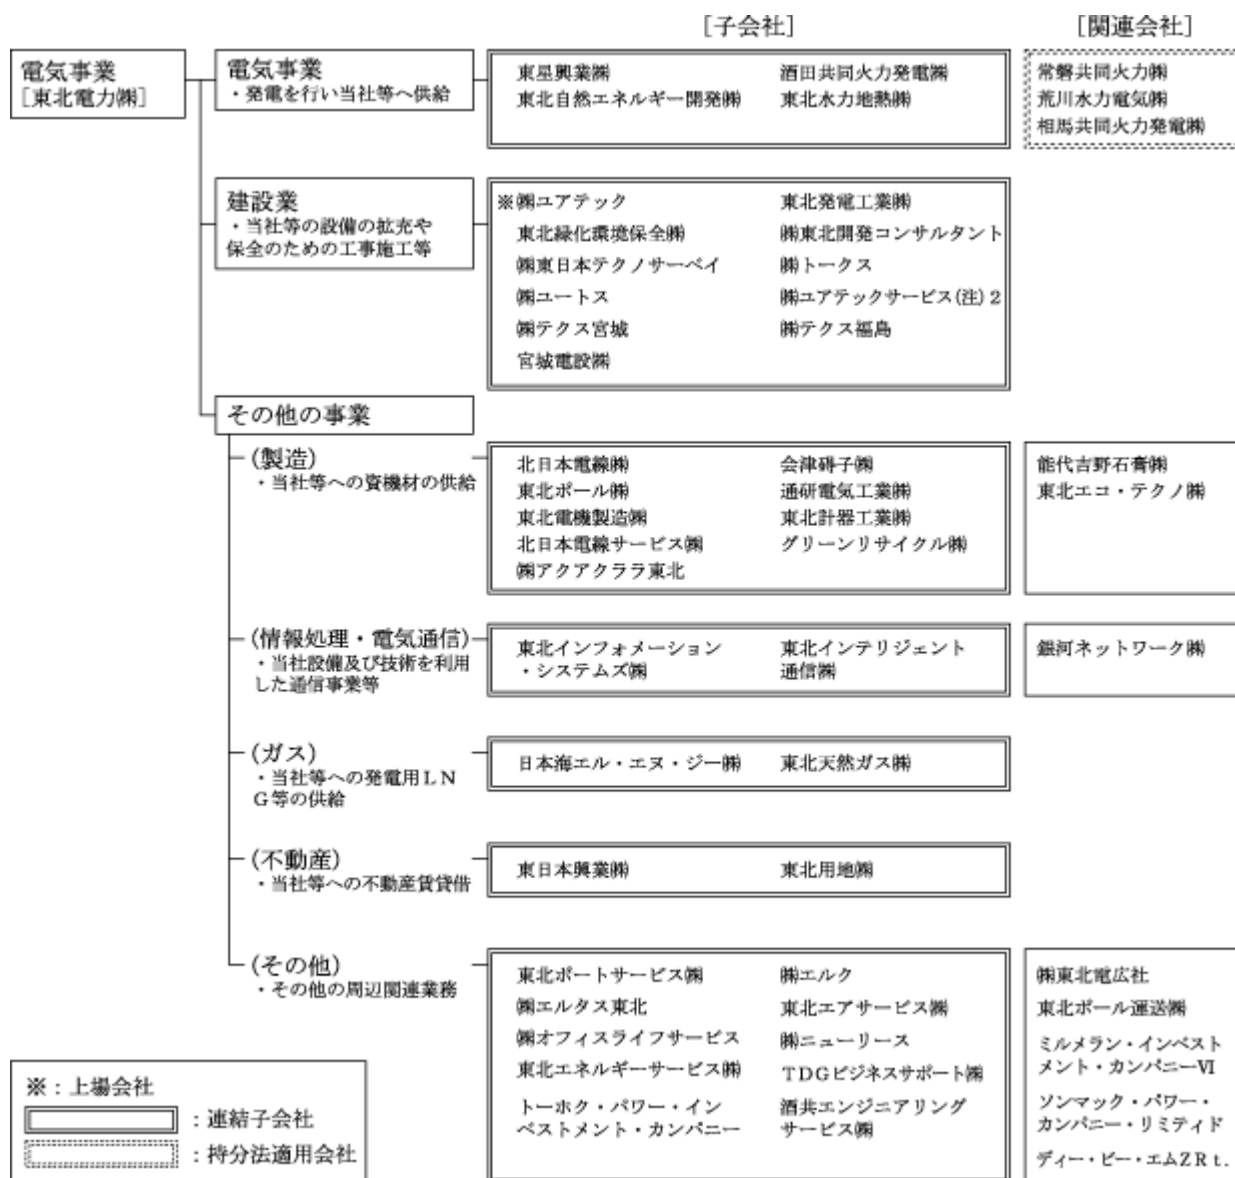 [子会社]
[関連会社]
電気事業
[東北電力㈱]
電気事業
・発電を行い当社等へ供給
東星興業㈱
酒田共同火力発電㈱
東北自然エネルギー開発㈱
東北水力地熱㈱
常磐共同火力㈱
荒川水力電気㈱
相馬共同火力発電㈱
建設業
・当社等の設備の拡充や
保全のための工事施工等
※㈱ユアテック
東北発電工業㈱
東北緑化環境保全㈱
㈱東北開発コンサルタント
㈱東日本テクノサーベイ
㈱トークス
㈱ユートス
㈱ユアテックサービス(注)2
㈱テクス宮城
㈱テクス福島
宮城電設㈱
その他の事業
(製造)
・当社等への資機材の供給
北日本電線㈱
会津碍子㈱
東北ポール㈱
通研電気工業㈱
東北電機製造㈱
東北計器工業㈱
北日本電線サービス㈱
グリーンリサイクル㈱
㈱アクアクララ東北
能代吉野石膏㈱
東北エコ・テクノ㈱
(情報処理・電気通信)
・当社設備及び技術を利用
した通信事業等
東北インフォメーション
・システムズ㈱
東北インテリジェント
通信㈱
銀河ネットワーク㈱
(ガス)
・当社等への発電用ＬＮ
Ｇ等の供給
日本海エル・エヌ・ジー㈱
東北天然ガス㈱
(不動産)
・当社等への不動産賃貸借
東日本興業㈱
東北用地㈱
(その他)
・その他の周辺関連業務
東北ポートサービス㈱
㈱エルク
㈱エルタス東北
東北エアサービス㈱
㈱オフィスライフサービス
㈱ニューリース
東北エネルギーサービス㈱
ＴＤＧビジネスサポート㈱
トーホク・パワー・イン
ベストメント・カンパニー
酒共エンジニアリング
サービス㈱
㈱東北電広社
東北ポール運送㈱
ミルメラン・インベスト
メント・カンパニーⅥ
ソンマック・パワー・
カンパニー・リミティド
ディー・ビー・エムＺＲｔ.
※：上場会社
：連結子会社
：持分法適用会社